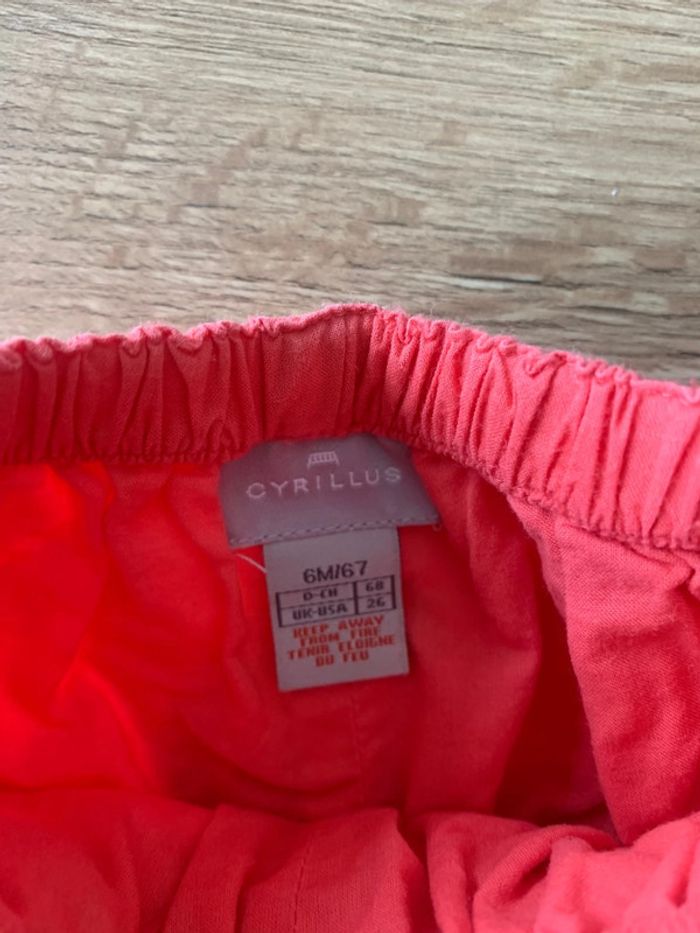 CYRILLUS
6M/67
D-CH 68
UK-USA 26
KEEP AWAY
FROM FIRE
TENIR ELOIGNE
DU FEU